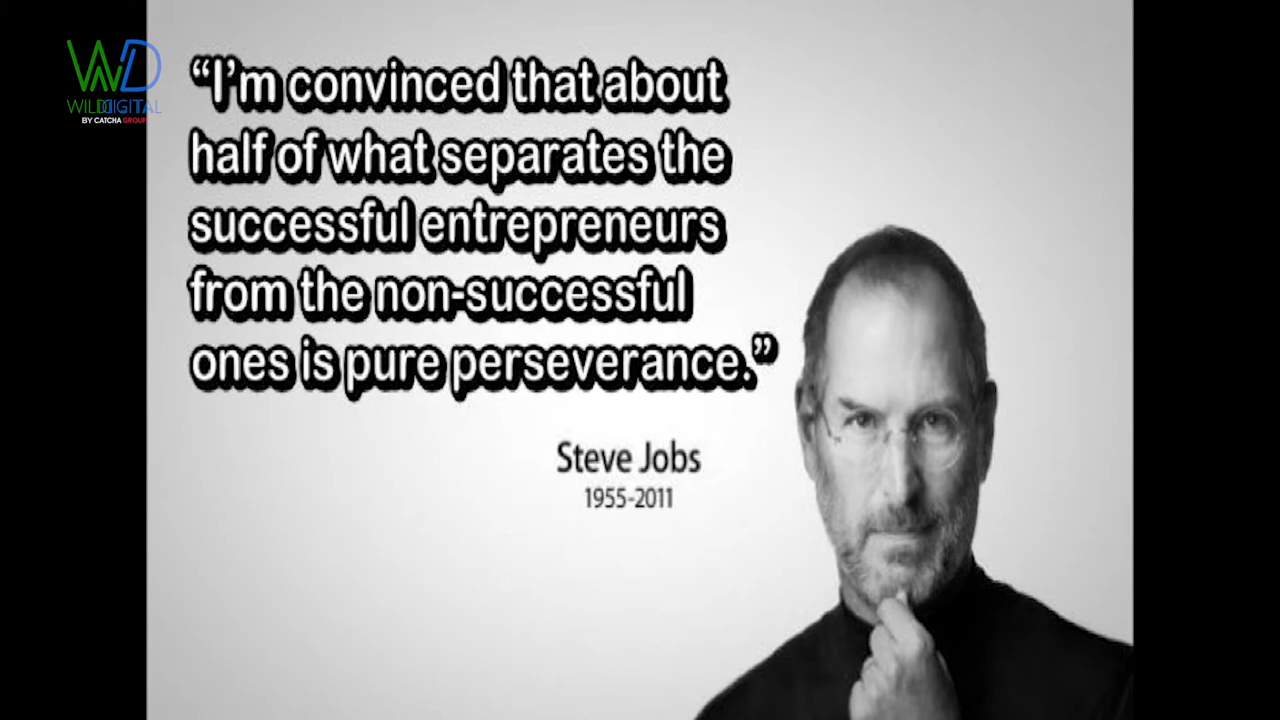 WILDDIGITAL
BY CATCHA GROUP
“I’m convinced that about
half of what separates the
successful entrepreneurs
from the non-successful
ones is pure perseverance.”
Steve Jobs
1955-2011